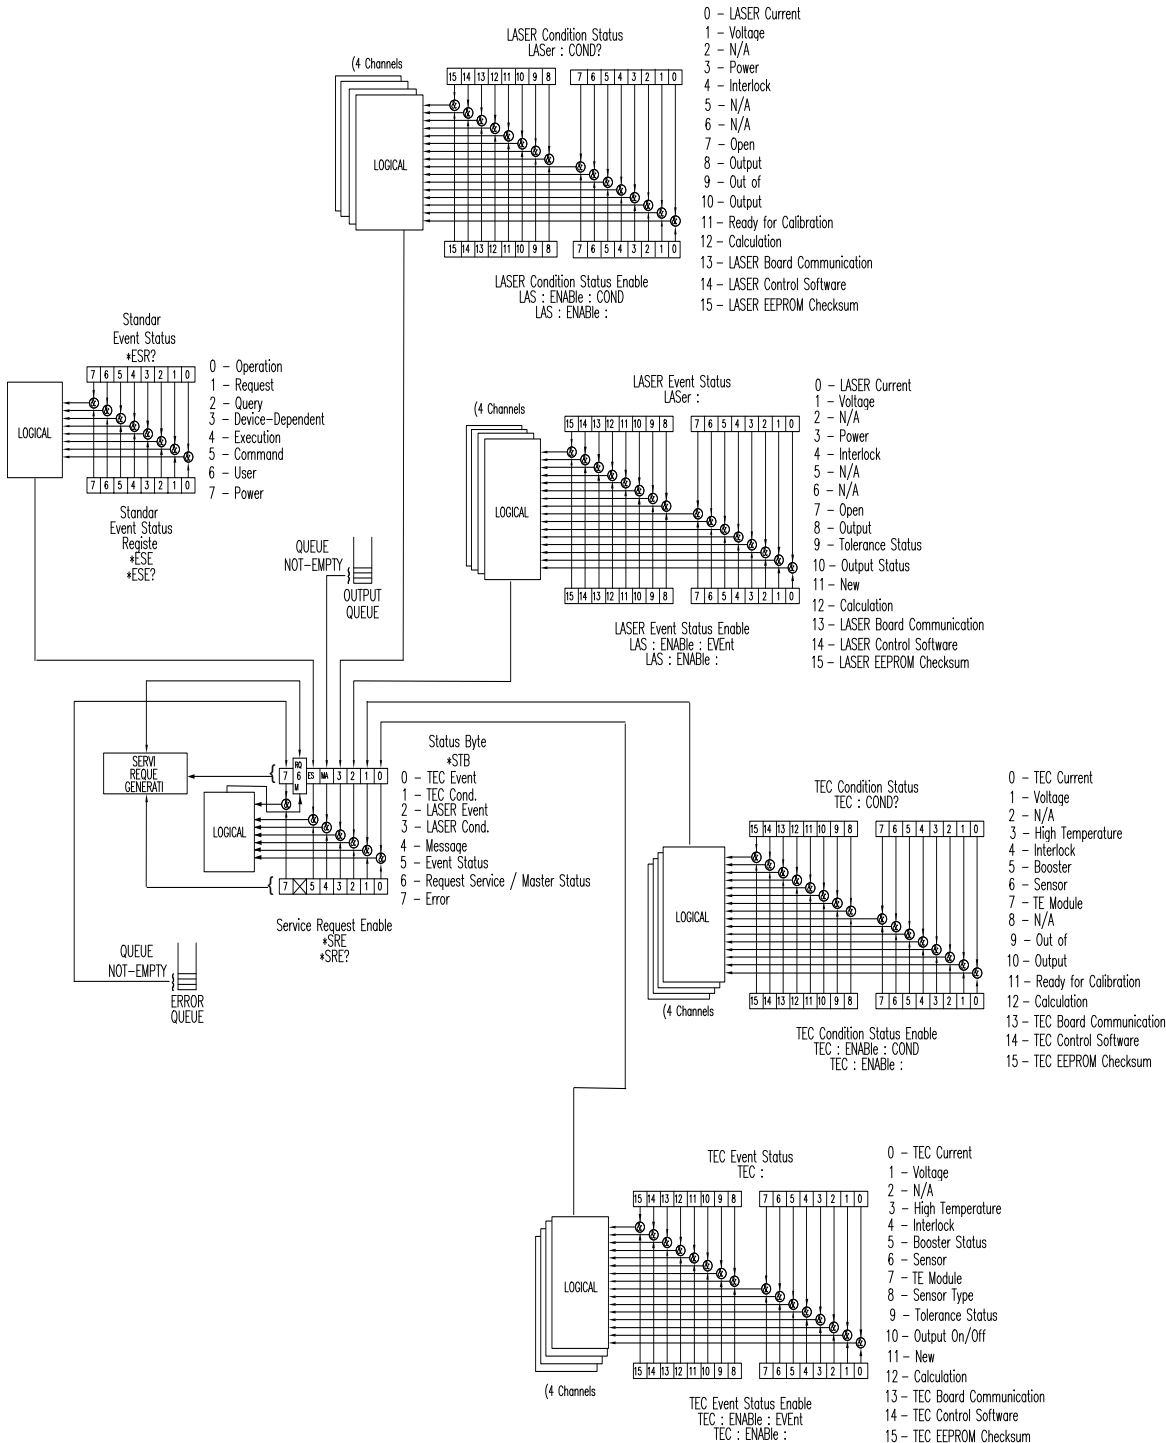 LASER Condition Status
LASer : COND?
(4 Channels
15 14 13 12 11 10 9 8 7 6 5 4 3 2 1 0
LOGICAL
15 14 13 12 11 10 9 8 7 6 5 4 3 2 1 0
LASER Condition Status Enable
LAS : ENABle : COND
LAS : ENABle :
0 – LASER Current
1 – Voltage
2 – N/A
3 – Power
4 – Interlock
5 – N/A
6 – N/A
7 – Open
8 – Output
9 – Out of
10 – Output
11 – Ready for Calibration
12 – Calculation
13 – LASER Board Communication
14 – LASER Control Software
15 – LASER EEPROM Checksum
Standar
Event Status
*ESR?
7 6 5 4 3 2 1 0
LOGICAL
7 6 5 4 3 2 1 0
Standar
Event Status
Registe
*ESE
*ESE?
0 – Operation
1 – Request
2 – Query
3 – Device-Dependent
4 – Execution
5 – Command
6 – User
7 – Power
LASER Event Status
LASer :
(4 Channels
15 14 13 12 11 10 9 8 7 6 5 4 3 2 1 0
LOGICAL
15 14 13 12 11 10 9 8 7 6 5 4 3 2 1 0
LASER Event Status Enable
LAS : ENABle : EVEnt
LAS : ENABle :
0 – LASER Current
1 – Voltage
2 – N/A
3 – Power
4 – Interlock
5 – N/A
6 – N/A
7 – Open
8 – Output
9 – Tolerance Status
10 – Output Status
11 – New
12 – Calculation
13 – LASER Board Communication
14 – LASER Control Software
15 – LASER EEPROM Checksum
QUEUE
NOT-EMPTY
OUTPUT
QUEUE
SERVI
REQUE
GENERATI
RQ
7 6 ES MA 3 2 1 0
M
LOGICAL
7 5 4 3 2 1 0
Service Request Enable
*SRE
*SRE?
Status Byte
*STB
0 – TEC Event
1 – TEC Cond.
2 – LASER Event
3 – LASER Cond.
4 – Message
5 – Event Status
6 – Request Service / Master Status
7 – Error
QUEUE
NOT-EMPTY
ERROR
QUEUE
TEC Condition Status
TEC : COND?
15 14 13 12 11 10 9 8 7 6 5 4 3 2 1 0
LOGICAL
15 14 13 12 11 10 9 8 7 6 5 4 3 2 1 0
(4 Channels
TEC Condition Status Enable
TEC : ENABle : COND
TEC : ENABle :
0 – TEC Current
1 – Voltage
2 – N/A
3 – High Temperature
4 – Interlock
5 – Booster
6 – Sensor
7 – TE Module
8 – N/A
9 – Out of
10 – Output
11 – Ready for Calibration
12 – Calculation
13 – TEC Board Communication
14 – TEC Control Software
15 – TEC EEPROM Checksum
TEC Event Status
TEC :
15 14 13 12 11 10 9 8 7 6 5 4 3 2 1 0
LOGICAL
15 14 13 12 11 10 9 8 7 6 5 4 3 2 1 0
(4 Channels
TEC Event Status Enable
TEC : ENABle : EVEnt
TEC : ENABle :
0 – TEC Current
1 – Voltage
2 – N/A
3 – High Temperature
4 – Interlock
5 – Booster Status
6 – Sensor
7 – TE Module
8 – Sensor Type
9 – Tolerance Status
10 – Output On/Off
11 – New
12 – Calculation
13 – TEC Board Communication
14 – TEC Control Software
15 – TEC EEPROM Checksum